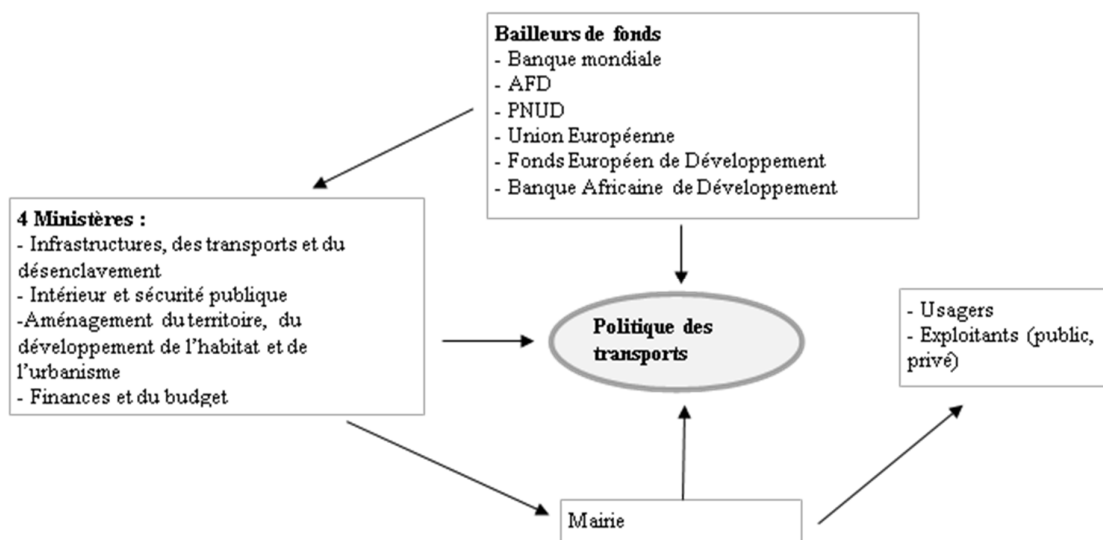 Bailleurs de fonds
- Banque mondiale
- AFD
- PNUD
- Union Européenne
- Fonds Européen de Développement
- Banque Africaine de Développement
4 Ministères :
- Infrastructures, des transports et du
désenclavement
- Intérieur et sécurité publique
-Aménagement du territoire, du
développement de l'habitat et de
l'urbanisme
- Finances et du budget
Politique des
transports
- Usagers
- Exploitants (public,
privé)
Mairie